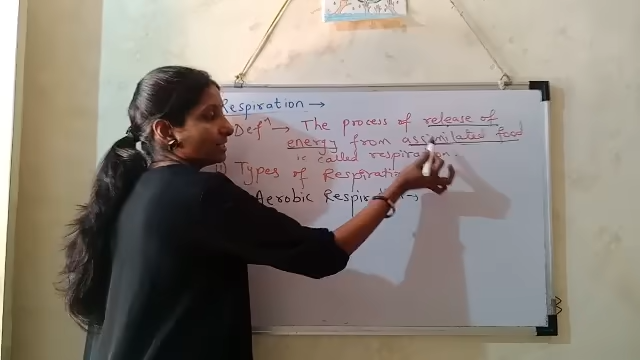 Respiration →
Defⁿ → The process of release of
energy from assimilated food
is called respiration.
Types of Respiration
Aerobic Respiration →